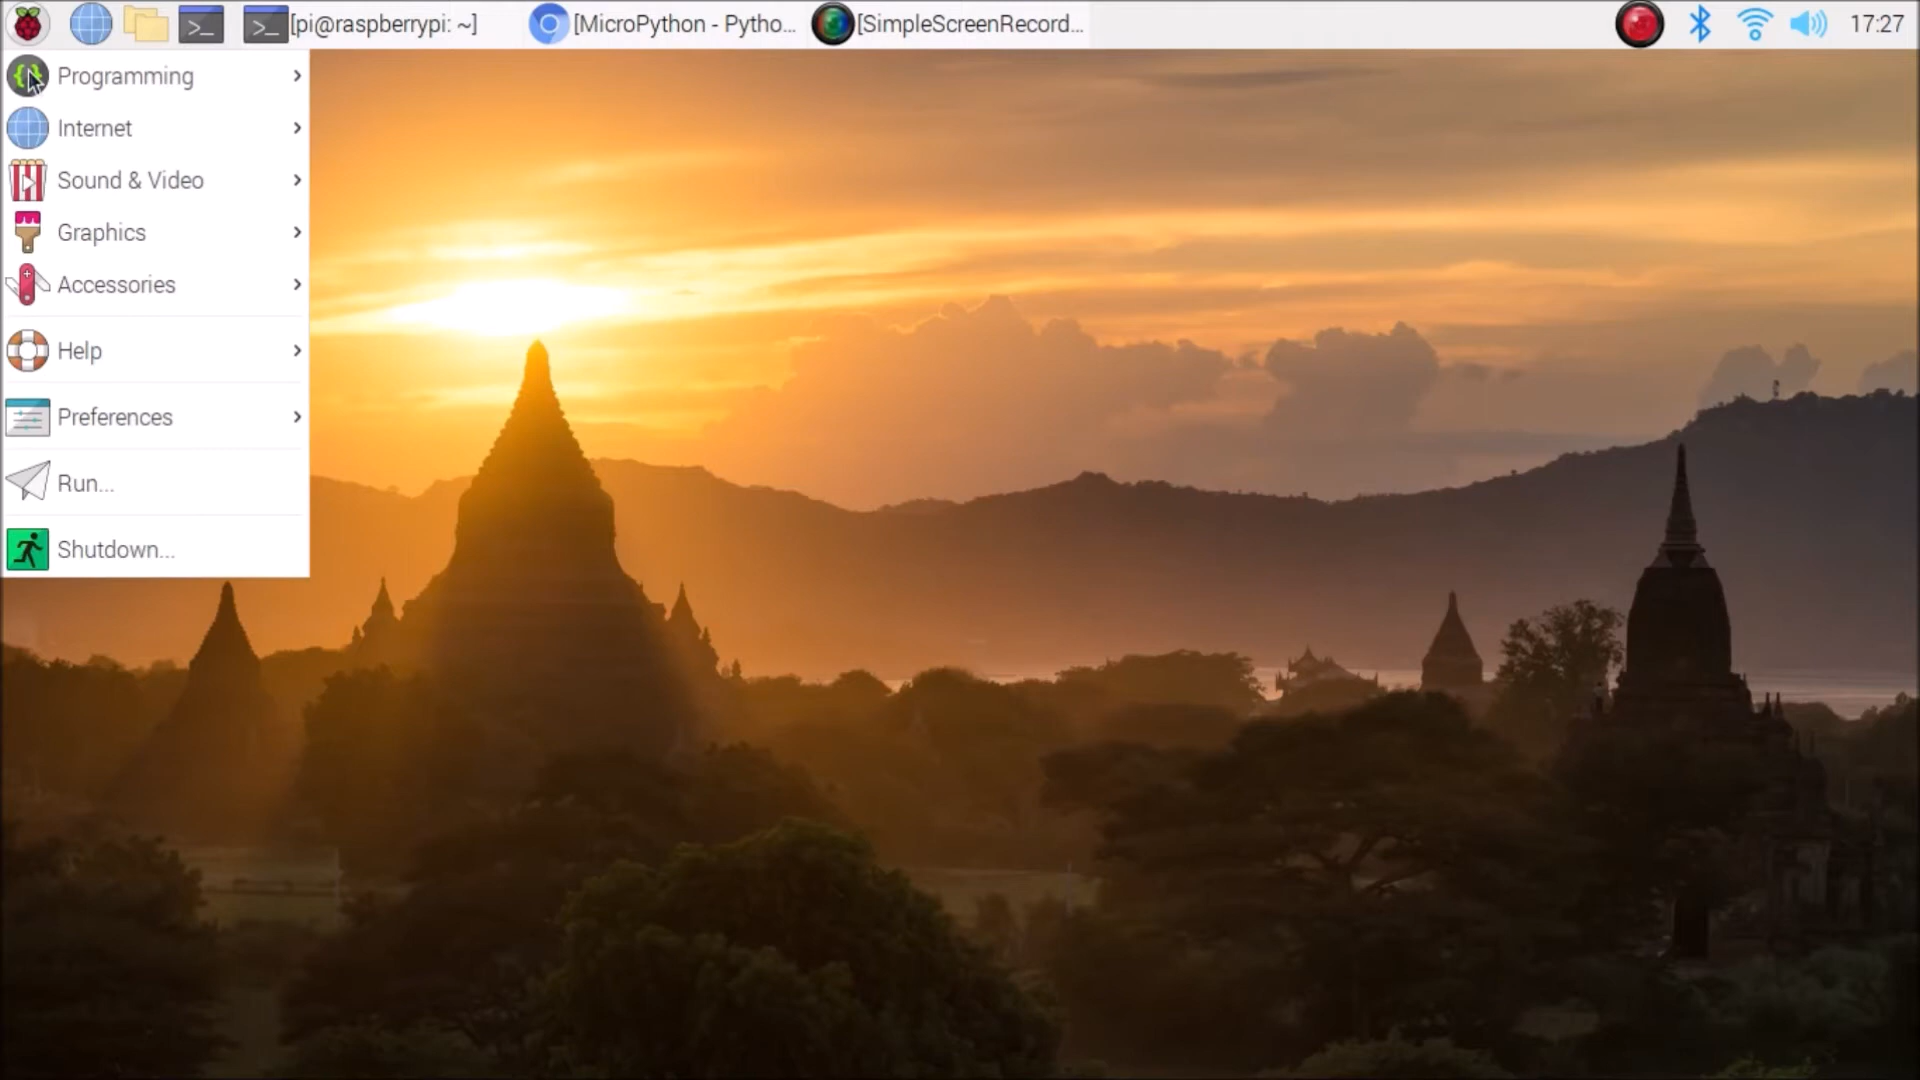 [pi@raspberrypi: ~]
[MicroPython - Pytho...
[SimpleScreenRecord...
17:27
Programming
Internet
Sound & Video
Graphics
Accessories
Help
Preferences
Run...
Shutdown...